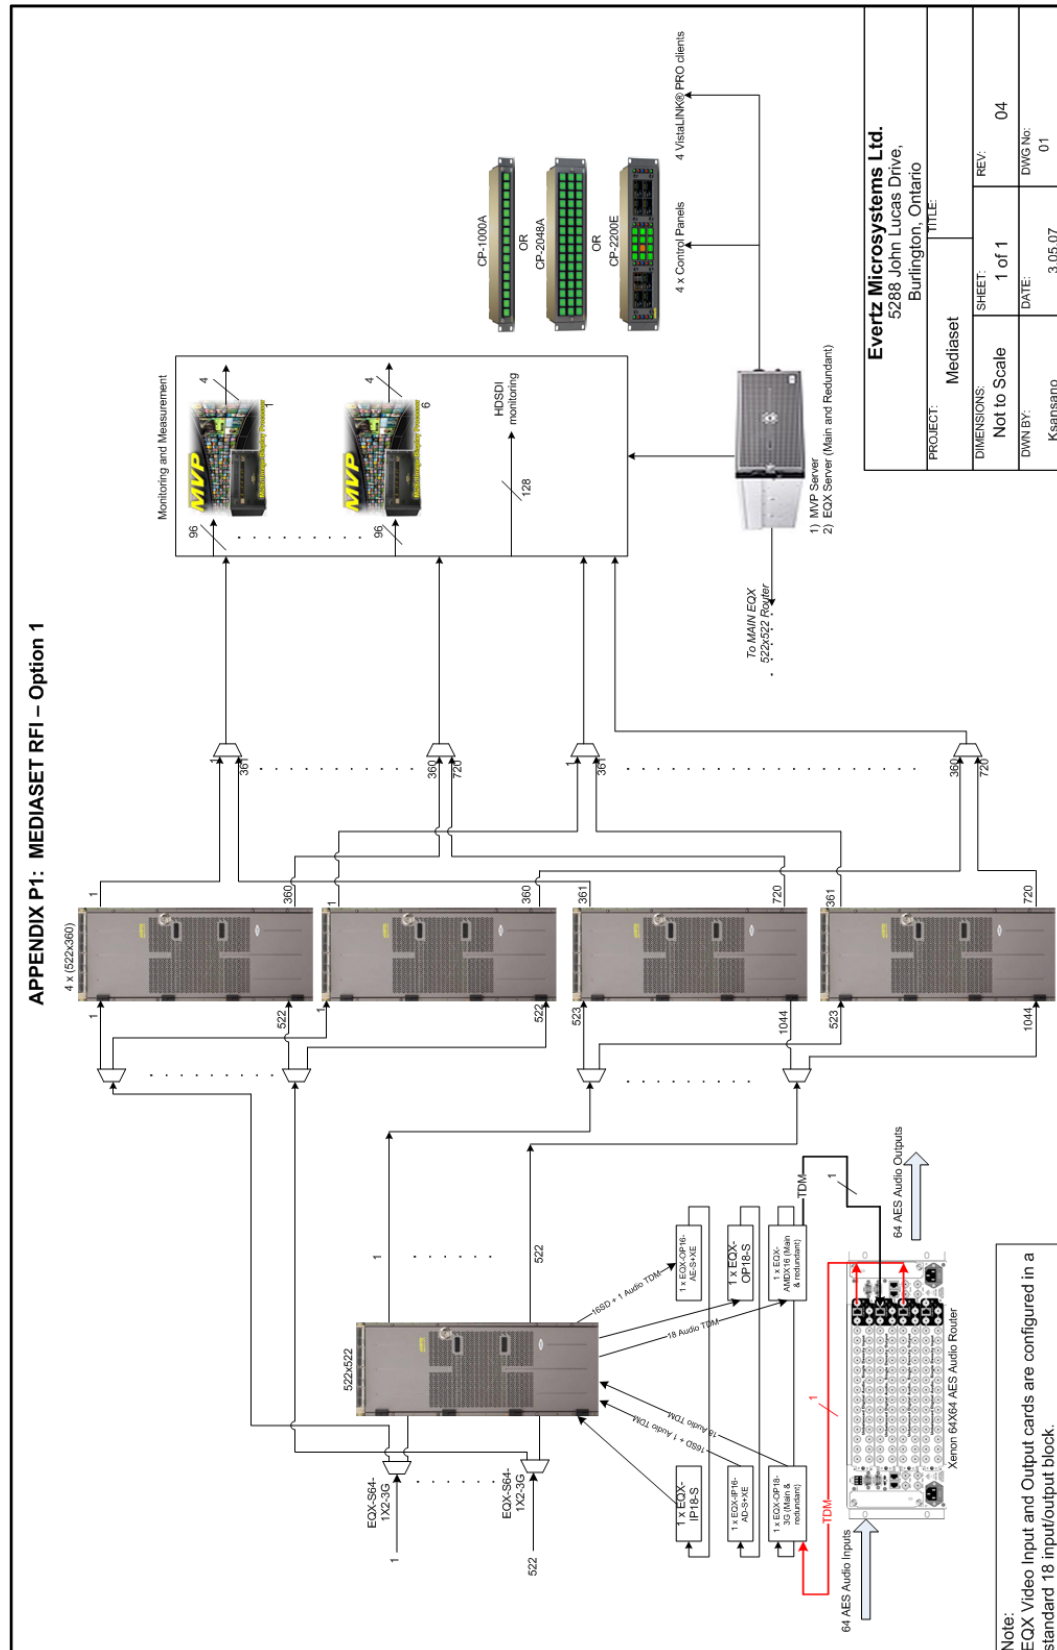 APPENDIX P1: MEDIASET RFI – Option 1
EQX-S64-
1X2-3G
1
EQX-S64-
1X2-3G
522
522x522
1
522
4 x (522x360)
1
522
1
522
523
1044
523
1044
1
360
1
360
361
720
361
720
1
361
360
720
1
361
360
720
Monitoring and Measurement
96
MVP
4
1
96
MVP
4
6
128
HDSDI
monitoring
CP-1000A
OR
CP-2048A
OR
CP-2200E
4 x Control Panels
4 VistaLINK® PRO clients
To MAIN EQX
522x522 Router
1) MVP Server
2) EQX Server (Main and Redundant)
1 x EQX-
IP18-S
1 x EQX-IP16-
AD-S+XE
1 x EQX-OP18-
3G (Main &
redundant)
16SD + 1 Audio TDM
18 Audio TDM
16SD + 1 Audio TDM
18 Audio TDM
1 x EQX-OP16-
AE-S+XE
1 x EQX-
OP18-S
1 x EQX-
AMDX16 (Main
& redundant)
TDM
1
TDM
1
64 AES Audio Inputs
64 AES Audio Outputs
Xenon 64X64 AES Audio Router
Note:
EQX Video Input and Output cards are configured in a
standard 18 input/output block.
Evertz Microsystems Ltd.
5288 John Lucas Drive,
Burlington, Ontario
PROJECT:
Mediaset
TITLE:
DIMENSIONS:
Not to Scale
SHEET:
1 of 1
REV:
04
DWN BY:
Ksansano
DATE:
3.05.07
DWG No:
01